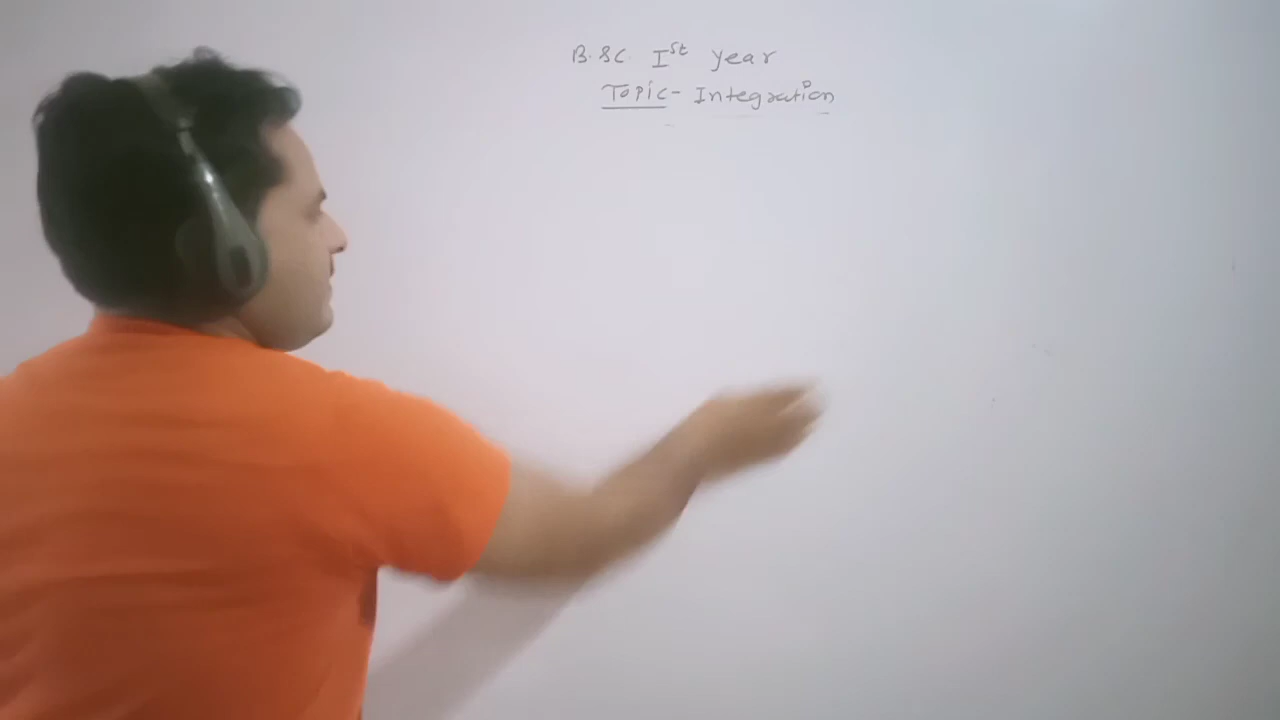 B.SC. Ist year
Topic- Integration